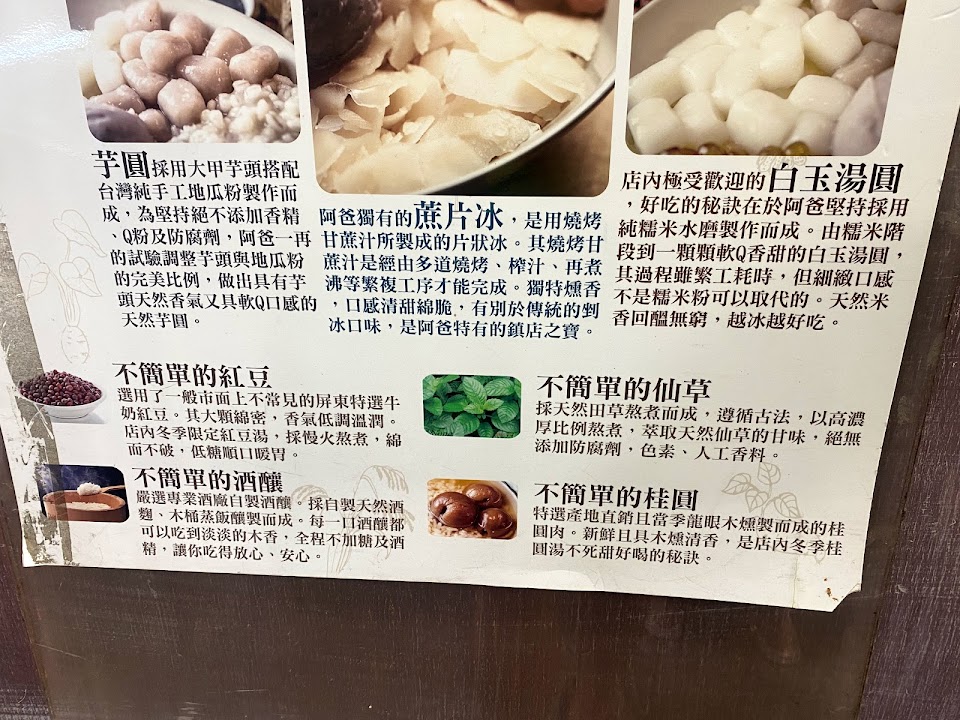 芋圓採用大甲芋頭搭配
台灣純手工地瓜粉製作而
成，為堅持絕不添加香精
、Q粉及防腐劑，阿爸一再
的試驗調整芋頭與地瓜粉
的完美比例，做出具有芋
頭天然香氣又具軟Q口感的
天然芋圓。
阿爸獨有的蔗片冰，是用燒烤
甘蔗汁所製成的片狀冰。其燒烤甘
蔗汁是經由多道燒烤、榨汁、再煮
沸等繁複工序才能完成。獨特燻香
，口感清甜綿脆，有別於傳統的剉
冰口味，是阿爸特有的鎮店之寶。
店內極受歡迎的白玉湯圓
，好吃的秘訣在於阿爸堅持採用
純糯米水磨製作而成。由糯米階
段到一顆顆軟Q香甜的白玉湯圓，
其過程雖繁工耗時，但細緻口感
不是糯米粉可以取代的。天然米
香回醞無窮，越冰越好吃。
不簡單的紅豆
選用了一般市面上不常見的屏東特選牛
奶紅豆。其大顆綿密，香氣低調溫潤。
店內冬季限定紅豆湯，採慢火熬煮，綿
而不破，低糖順口暖胃。
不簡單的仙草
採天然田草熬煮而成，遵循古法，以高濃
厚比例熬煮，萃取天然仙草的甘味，絕無
添加防腐劑，色素、人工香料。
不簡單的酒釀
嚴選專業酒廠自製酒釀。採自製天然酒
麴、木桶蒸飯釀製而成。每一口酒釀都
可以吃到淡淡的木香，全程不加糖及酒
精，讓你吃得放心、安心。
不簡單的桂圓
特選產地直銷且當季龍眼木燻製而成的桂
圓肉。新鮮且具木燻清香，是店內冬季桂
圓湯不死甜好喝的秘訣。